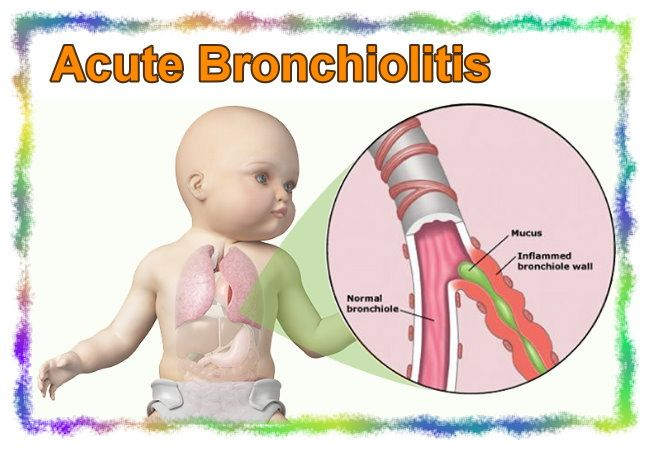 Acute Bronchiolitis
Mucus
Inflammed
bronchiole wall
Normal
bronchiole